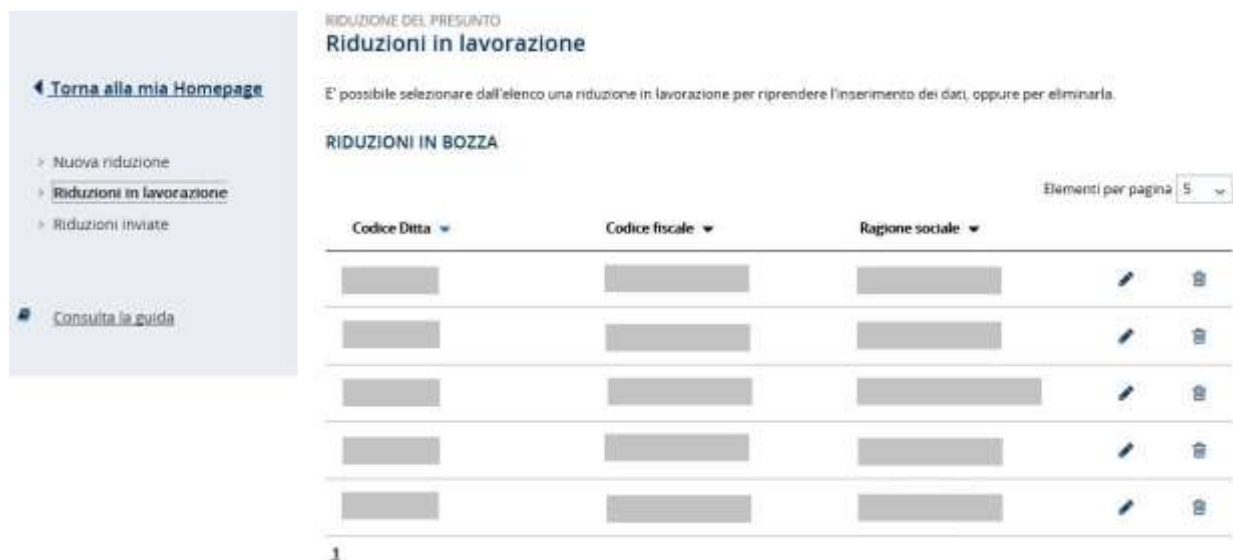 RIDUZIONE DEL PRESUNTO
Riduzioni in lavorazione
Torna alla mia Homepage
E' possibile selezionare dall'elenco una riduzione in lavorazione per riprendere l'inserimento dei dati, oppure per eliminarla.
RIDUZIONI IN BOZZA
Nuova riduzione
Riduzioni in lavorazione
Riduzioni inviate
Consulta la guida
Elementi per pagina 5
Codice Ditta Codice fiscale Ragione sociale
1